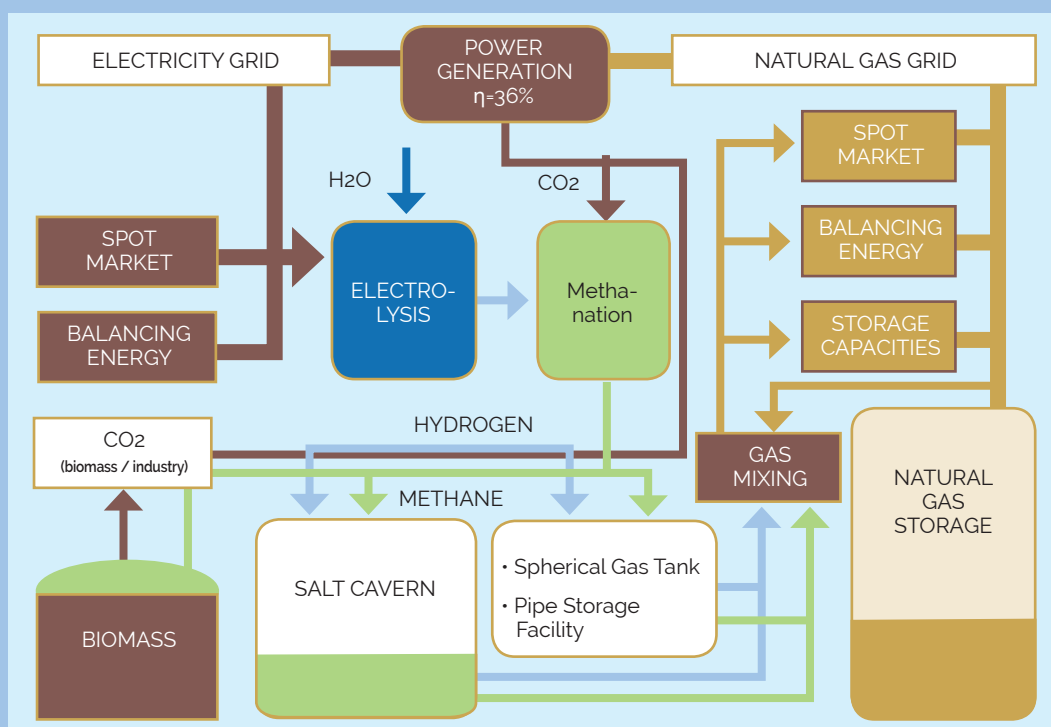 ELECTRICITY GRID
POWER
GENERATION
η=36%
NATURAL GAS GRID
SPOT
MARKET
H2O
CO2
SPOT
MARKET
BALANCING
ENERGY
ELECTRO-
LYSIS
Metha-
nation
BALANCING
ENERGY
STORAGE
CAPACITIES
CO2
(biomass / industry)
HYDROGEN
GAS
MIXING
METHANE
NATURAL
GAS
STORAGE
SALT CAVERN
• Spherical Gas Tank
• Pipe Storage
Facility
BIOMASS